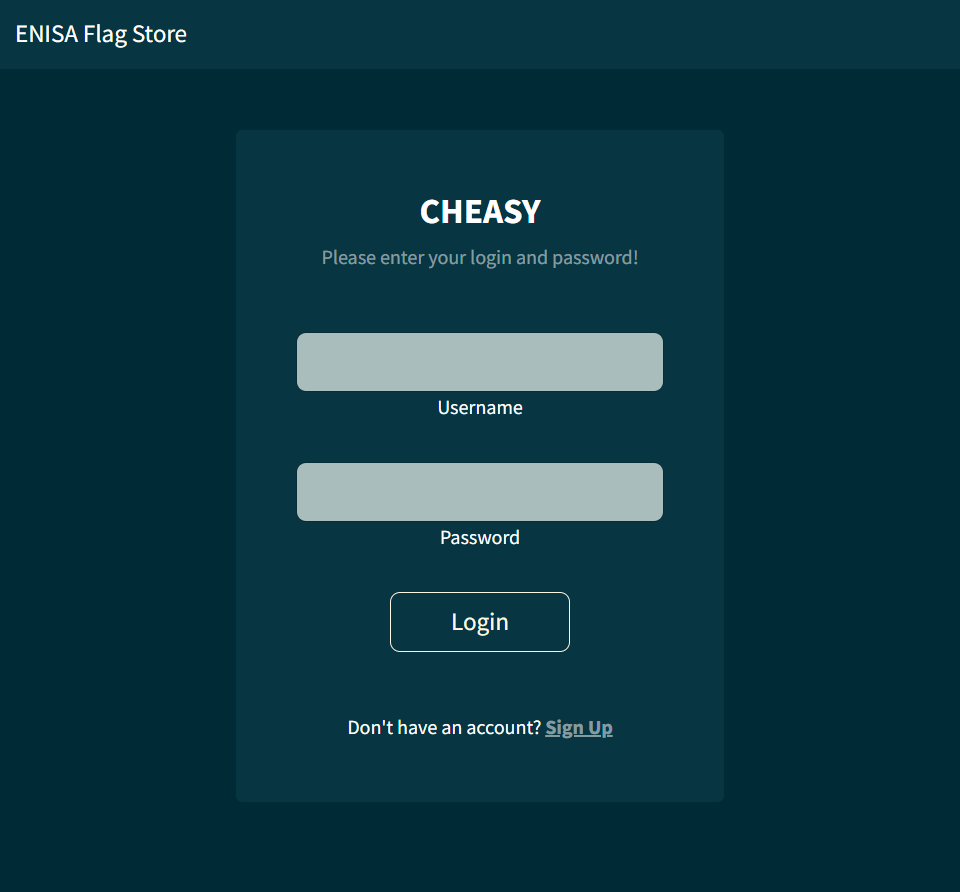 ENISA Flag Store
CHEASY
Please enter your login and password!
Username
Password
Login
Don't have an account? Sign Up